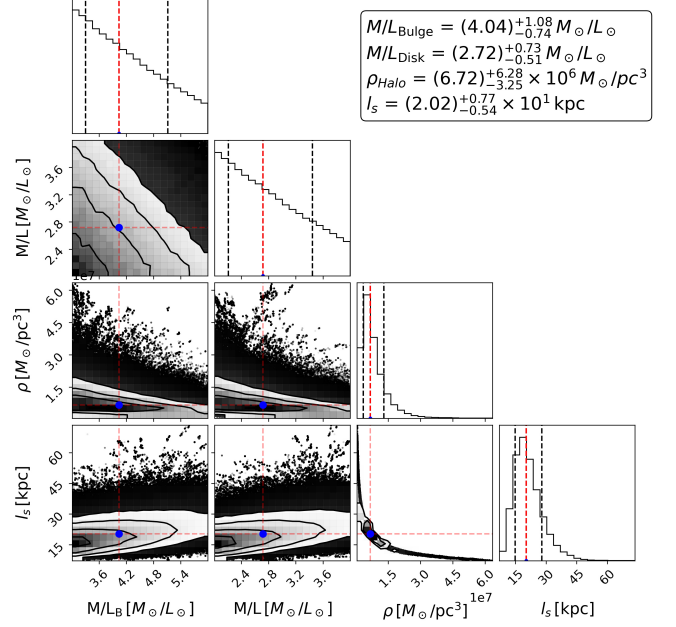 M/L_Bulge = (4.04)^{+1.08}_{−0.74} M_⊙/L_⊙
M/L_Disk = (2.72)^{+0.73}_{−0.51} M_⊙/L_⊙
ρ_Halo = (6.72)^{+6.28}_{−3.25} × 10^6 M_⊙/pc^3
l_s = (2.02)^{+0.77}_{−0.54} × 10^1 kpc
M/L [M_⊙/L_⊙]
3.6
3.2
2.8
2.4
1e7
ρ [M_⊙/pc^3]
6.0
4.5
3.0
1.5
l_s [kpc]
60
45
30
15
3.6 4.2 4.8 5.4
2.4 2.8 3.2 3.6
1.5 3.0 4.5 6.0
15 30 45 60
1e7
M/L_B [M_⊙/L_⊙]
M/L [M_⊙/L_⊙]
ρ [M_⊙/pc^3]
l_s [kpc]